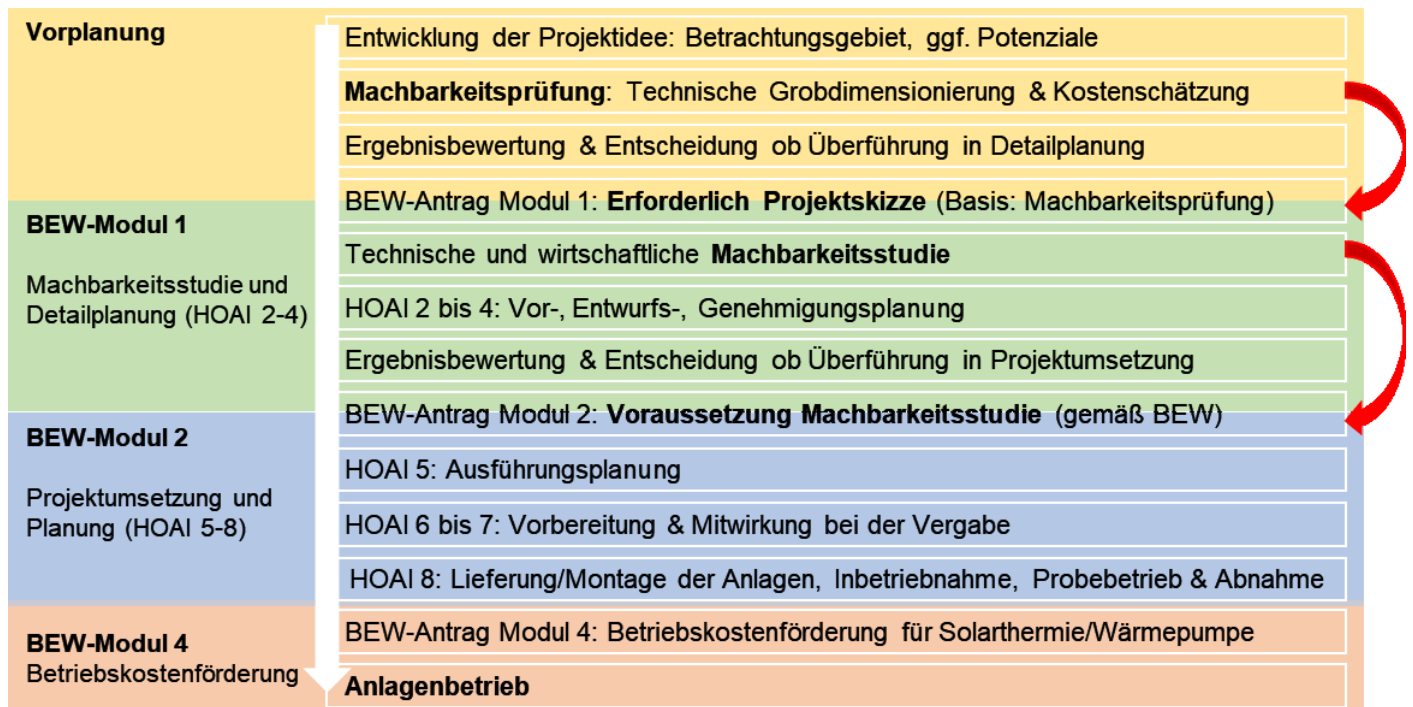 Vorplanung
Entwicklung der Projektidee: Betrachtungsgebiet, ggf. Potenziale
Machbarkeitsprüfung: Technische Grobdimensionierung & Kostenschätzung
Ergebnisbewertung & Entscheidung ob Überführung in Detailplanung
BEW-Antrag Modul 1: Erforderlich Projektskizze (Basis: Machbarkeitsprüfung)
BEW-Modul 1
Machbarkeitsstudie und
Detailplanung (HOAI 2-4)
Technische und wirtschaftliche Machbarkeitsstudie
HOAI 2 bis 4: Vor-, Entwurfs-, Genehmigungsplanung
Ergebnisbewertung & Entscheidung ob Überführung in Projektumsetzung
BEW-Antrag Modul 2: Voraussetzung Machbarkeitsstudie (gemäß BEW)
BEW-Modul 2
Projektumsetzung und
Planung (HOAI 5-8)
HOAI 5: Ausführungsplanung
HOAI 6 bis 7: Vorbereitung & Mitwirkung bei der Vergabe
HOAI 8: Lieferung/Montage der Anlagen, Inbetriebnahme, Probebetrieb & Abnahme
BEW-Modul 4
Betriebskostenförderung
BEW-Antrag Modul 4: Betriebskostenförderung für Solarthermie/Wärmepumpe
Anlagenbetrieb